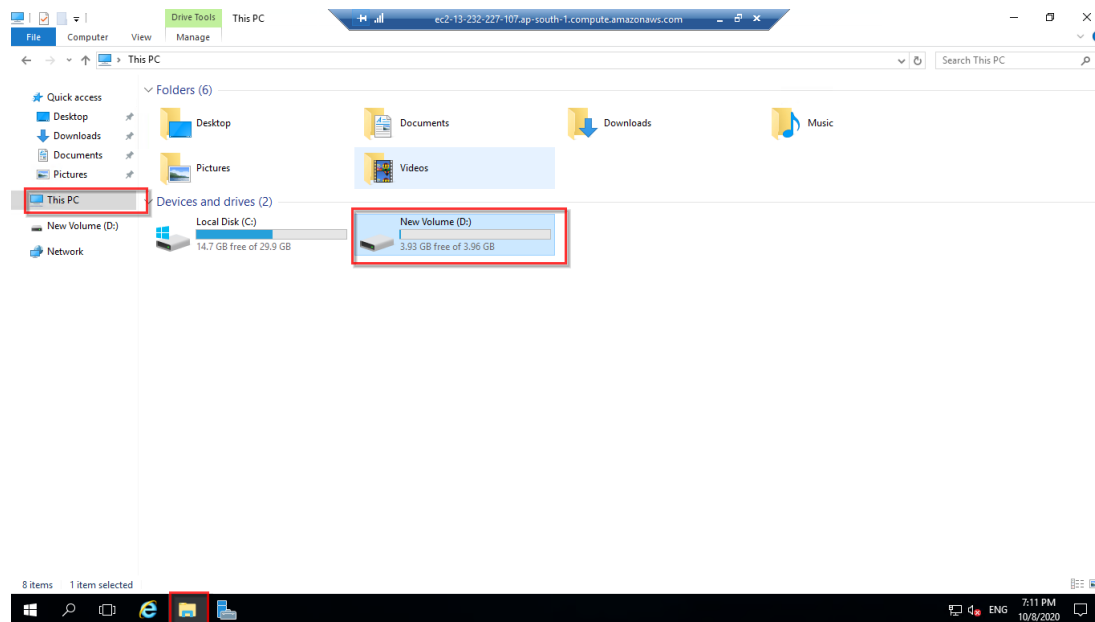 Drive Tools This PC ec2-13-232-227-107.ap-south-1.compute.amazonaws.com
File Computer View Manage
This PC Search This PC
Quick access
Desktop
Downloads
Documents
Pictures
This PC
New Volume (D:)
Network
Folders (6)
Desktop Documents Downloads Music
Pictures Videos
Devices and drives (2)
Local Disk (C:) New Volume (D:)
14.7 GB free of 29.9 GB 3.93 GB free of 3.96 GB
8 items 1 item selected
ENG 7:11 PM
10/8/2020